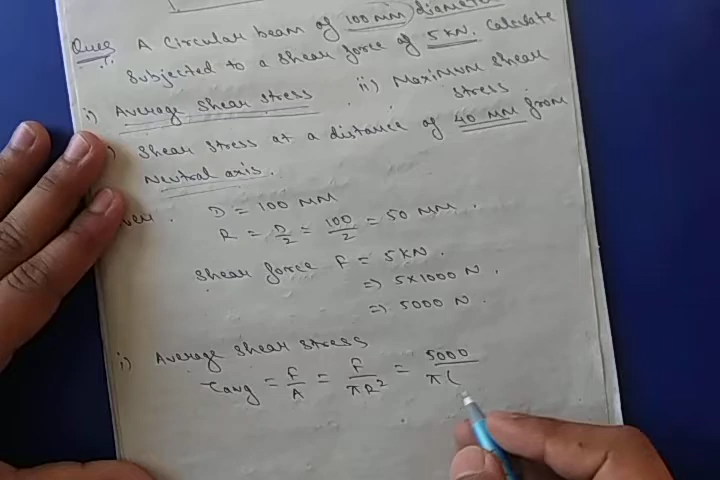 Ques A Circular beam of 100 MM diameter
subjected to a shear force of 5 KN. Calculate
i) Average shear stress ii) Maximum shear stress.
) shear stress at a distance of 40 MM from
Neutral axis.
D = 100 MM
R = D/2 = 100/2 = 50 MM.
shear force F = 5 KN.
=> 5x1000 N.
=> 5000 N.
i) Average shear stress
τavg = F/A = F/πR² = 5000/π(